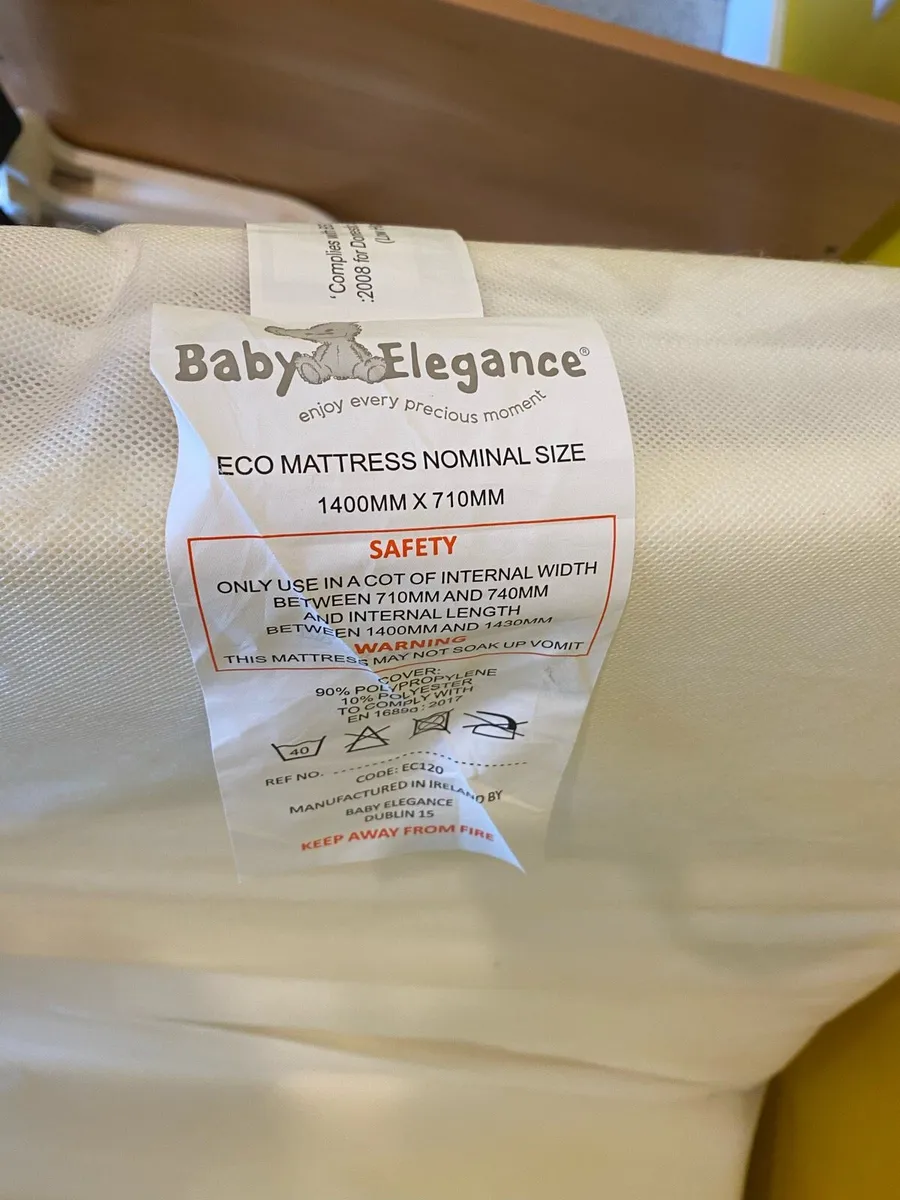 'Complies with
:2008 for
(Low
Baby Elegance®
enjoy every precious moment
ECO MATTRESS NOMINAL SIZE
1400MM X 710MM
SAFETY
ONLY USE IN A COT OF INTERNAL WIDTH
BETWEEN 710MM AND 740MM
AND INTERNAL LENGTH
BETWEEN 1400MM AND 1430MM
WARNING
THIS MATTRESS MAY NOT SOAK UP VOMIT
COVER:
90% POLYPROPYLENE
10% POLYESTER
TO COMPLY WITH
EN 1689a : 2017
40
REF NO. CODE: EC120
MANUFACTURED IN IRELAND BY
BABY ELEGANCE
DUBLIN 15
KEEP AWAY FROM FIRE